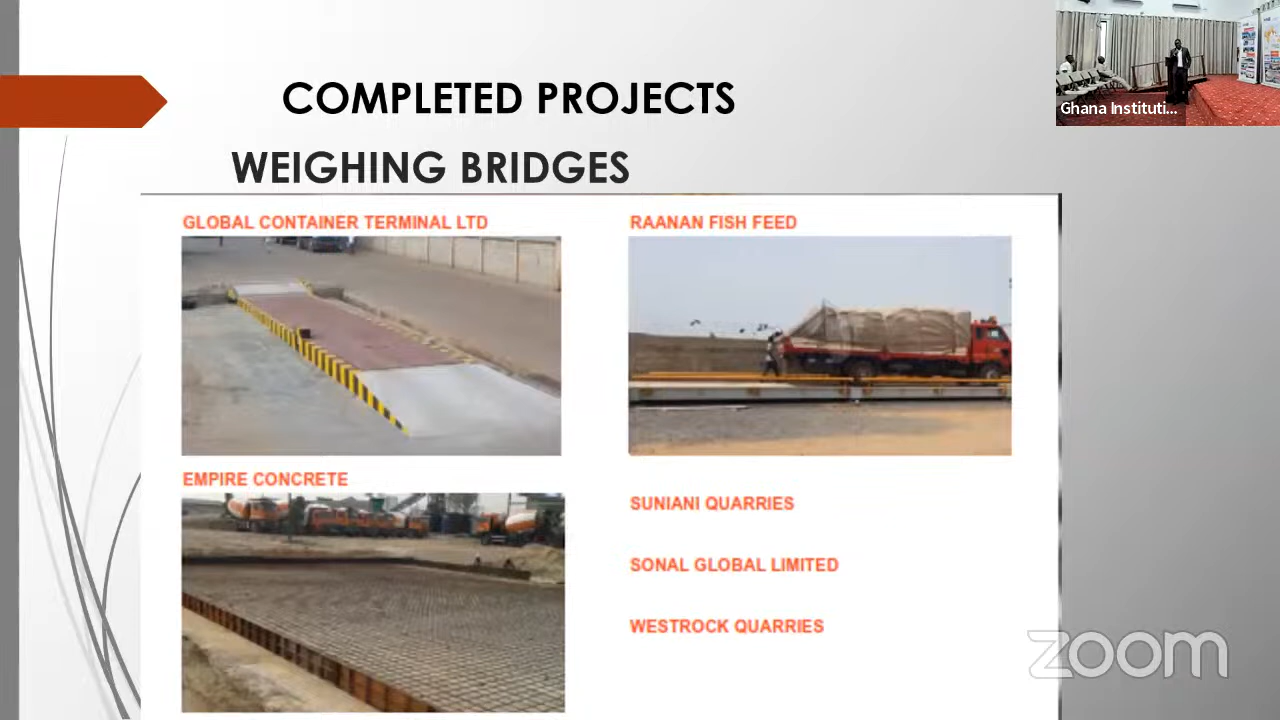 COMPLETED PROJECTS
Ghana Instituti...
WEIGHING BRIDGES
GLOBAL CONTAINER TERMINAL LTD
RAANAN FISH FEED
EMPIRE CONCRETE
SUNIANI QUARRIES
SONAL GLOBAL LIMITED
WESTROCK QUARRIES
zoom